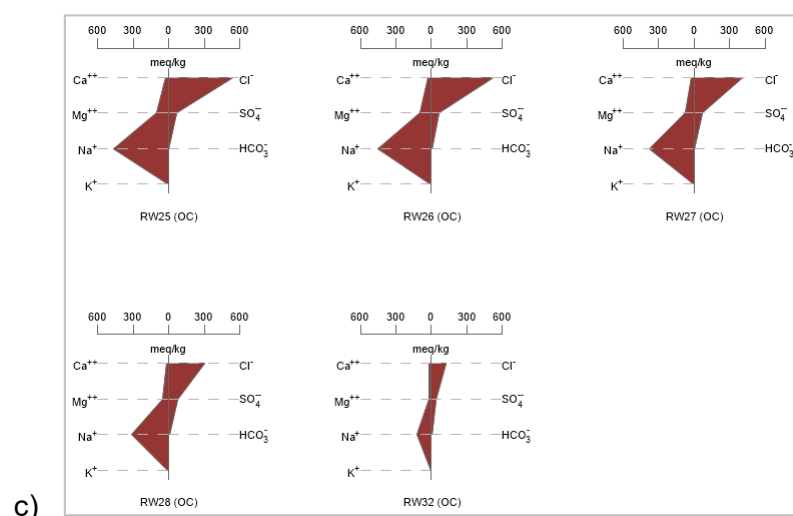 600 300 0 300 600
meq/kg
Ca⁺⁺ Cl⁻
Mg⁺⁺ SO₄⁻⁻
Na⁺ HCO₃⁻
K⁺
RW25 (OC)
600 300 0 300 600
meq/kg
Ca⁺⁺ Cl⁻
Mg⁺⁺ SO₄⁻⁻
Na⁺ HCO₃⁻
K⁺
RW26 (OC)
600 300 0 300 600
meq/kg
Ca⁺⁺ Cl⁻
Mg⁺⁺ SO₄⁻⁻
Na⁺ HCO₃⁻
K⁺
RW27 (OC)
600 300 0 300 600
meq/kg
Ca⁺⁺ Cl⁻
Mg⁺⁺ SO₄⁻⁻
Na⁺ HCO₃⁻
K⁺
RW28 (OC)
600 300 0 300 600
meq/kg
Ca⁺⁺ Cl⁻
Mg⁺⁺ SO₄⁻⁻
Na⁺ HCO₃⁻
K⁺
RW32 (OC)
c)